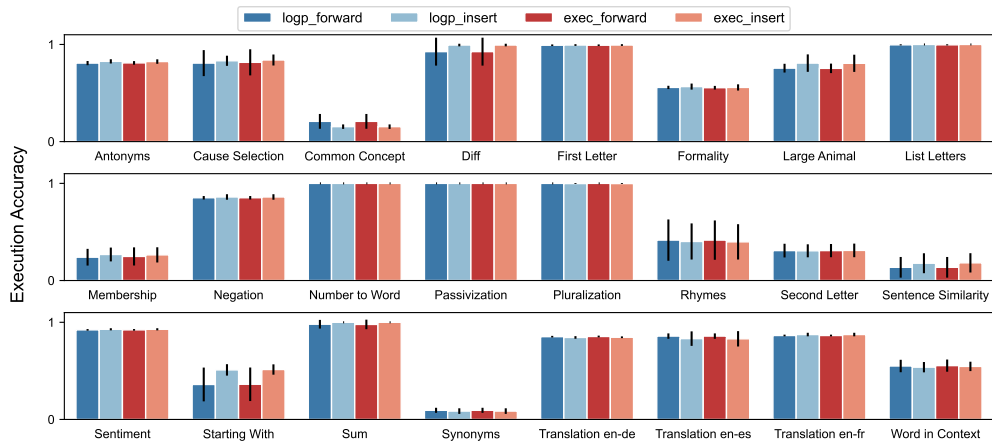 logp_forward logp_insert exec_forward exec_insert
Execution Accuracy
1
0
Antonyms Cause Selection Common Concept Diff First Letter Formality Large Animal List Letters
1
0
Membership Negation Number to Word Passivization Pluralization Rhymes Second Letter Sentence Similarity
1
0
Sentiment Starting With Sum Synonyms Translation en-de Translation en-es Translation en-fr Word in Context